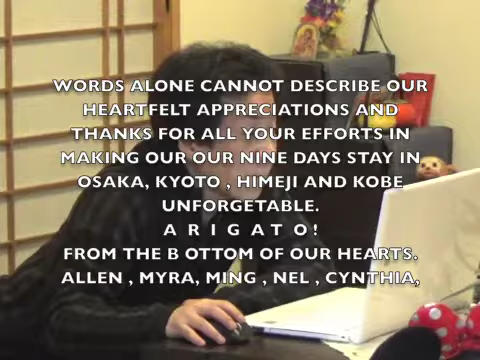 WORDS ALONE CANNOT DESCRIBE OUR
HEARTFELT APPRECIATIONS AND
THANKS FOR ALL YOUR EFFORTS IN
MAKING OUR OUR NINE DAYS STAY IN
OSAKA, KYOTO , HIMEJI AND KOBE
UNFORGETABLE.
A R I G A T O !
FROM THE B OTTOM OF OUR HEARTS.
ALLEN , MYRA, MING , NEL , CYNTHIA,